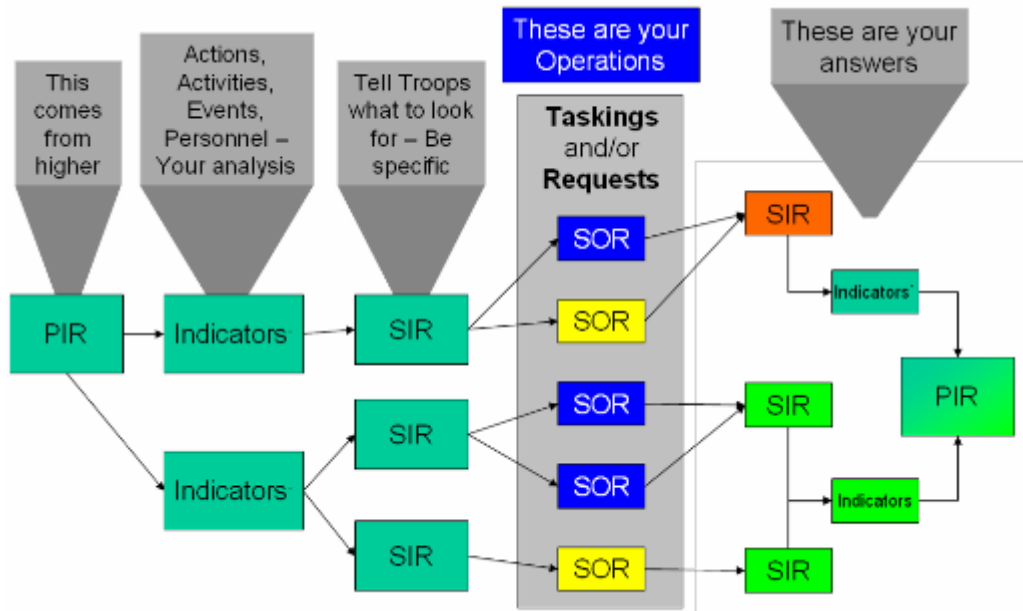 This
comes
from
higher
Actions,
Activities,
Events,
Personnel –
Your analysis
Tell Troops
what to look
for – Be
specific
These are your
Operations
These are your
answers
Taskings
and/or
Requests
PIR
Indicators
SIR
SOR
SOR
SIR
Indicators
PIR
Indicators
SIR
SIR
SOR
SOR
SOR
SIR
SIR
Indicators